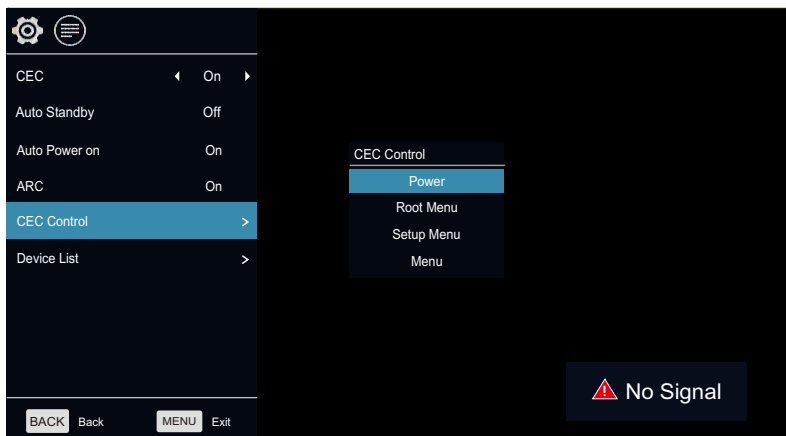 CEC On
Auto Standby Off
Auto Power on On
ARC On
CEC Control >
Device List >
BACK Back MENU Exit
CEC Control
Power
Root Menu
Setup Menu
Menu
No Signal